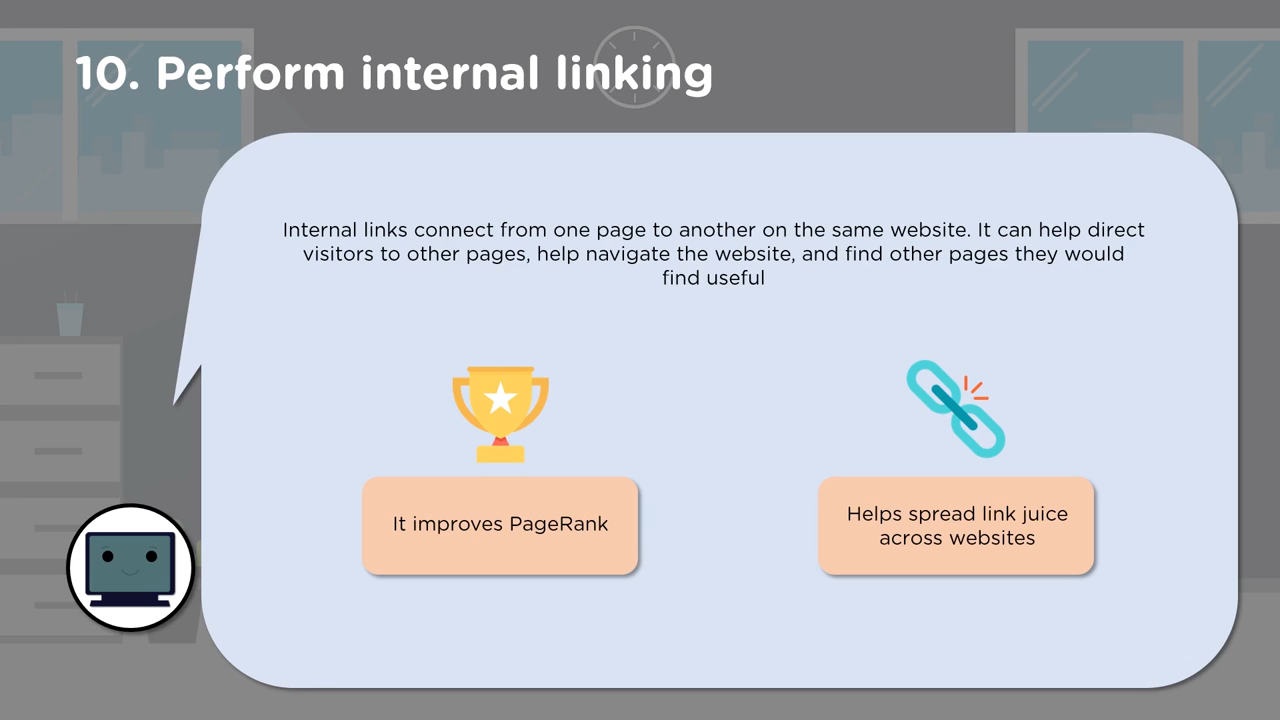 10. Perform internal linking
Internal links connect from one page to another on the same website. It can help direct
visitors to other pages, help navigate the website, and find other pages they would
find useful
It improves PageRank
Helps spread link juice
across websites